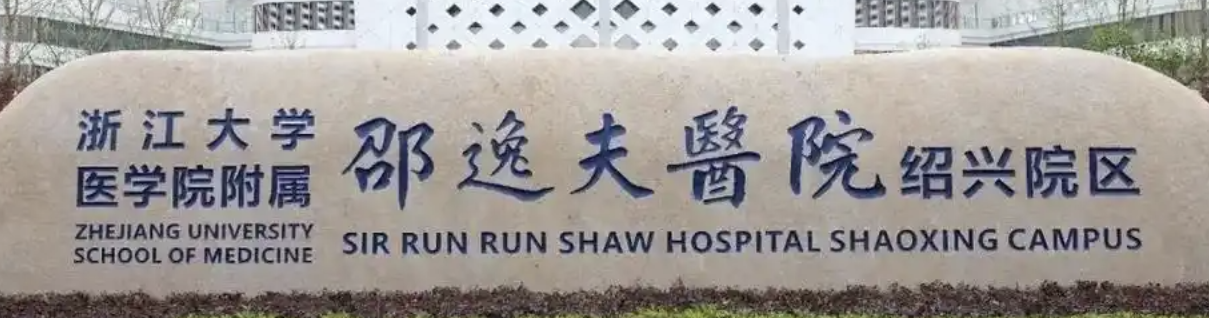 浙江大学
医学院附属
ZHEJIANG UNIVERSITY
SCHOOL OF MEDICINE
邵逸夫醫院绍兴院区
SIR RUN RUN SHAW HOSPITAL SHAOXING CAMPUS